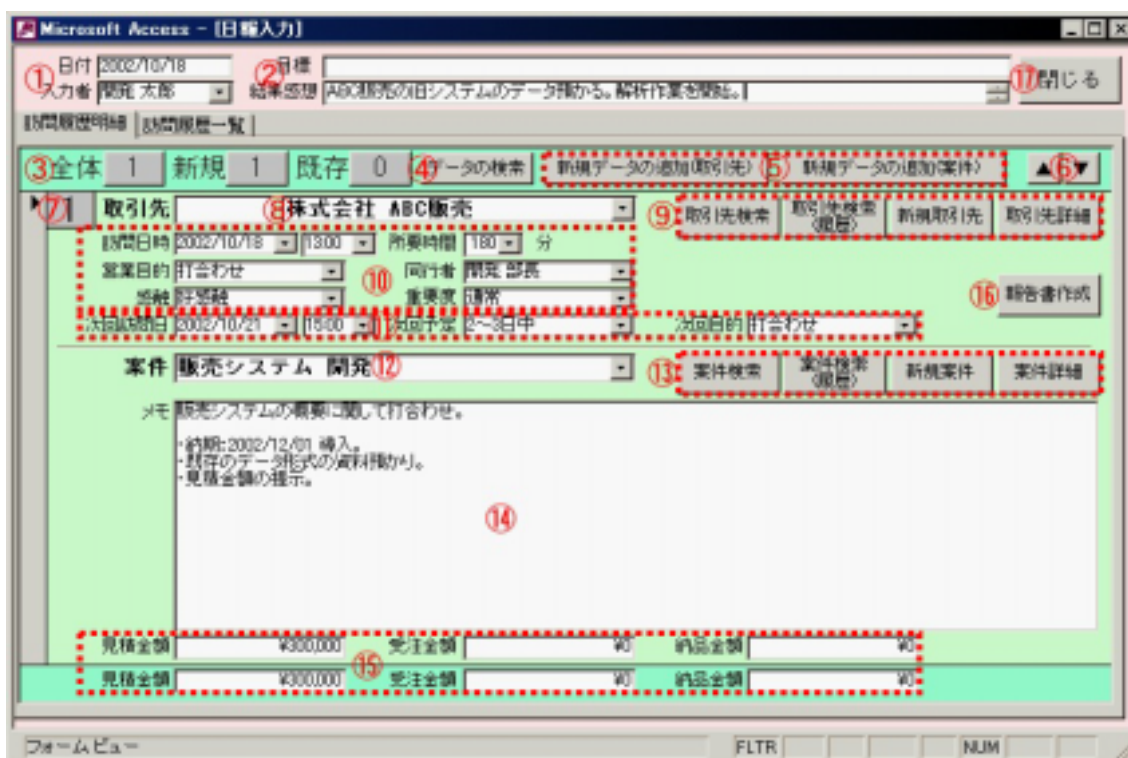 Microsoft Access - [日報入力]
① 日付 2002/10/18 ② 目標 ⑰閉じる
入力者 開発 太郎 結果感想 ABC販売の旧システムのデータ預かる。解析作業を開始。
訪問履歴明細 訪問履歴一覧
③全体 1 新規 1 既存 0 ④データの検索 新規データの追加(取引先) ⑤ 新規データの追加(案件) ▲⑥▼
⑦1 取引先 ⑧株式会社 ABC販売 ⑨ 取引先検索 取引先検索(履歴) 新規取引先 取引先詳細
訪問日時 2002/10/18 13:00 所要時間 180 分
営業目的 打合わせ ⑩ 同行者 開発 部長
感触 好感触 重要度 通常 ⑯ 報告書作成
次回訪問日 2002/10/21 15:00 ⑪ 次回予定 2~3日中 次回目的 打合わせ
案件 販売システム 開発⑫ ⑬ 案件検索 案件検索(履歴) 新規案件 案件詳細
メモ 販売システムの概要に関して打合わせ。
・納期:2002/12/01 導入。
・既存のデータ形式の資料預かり。
・見積金額の提示。
⑭
見積金額 ¥300,000 受注金額 ¥0 納品金額 ¥0
⑮
見積金額 ¥300,000 受注金額 ¥0 納品金額 ¥0
フォームビュー FLTR NUM